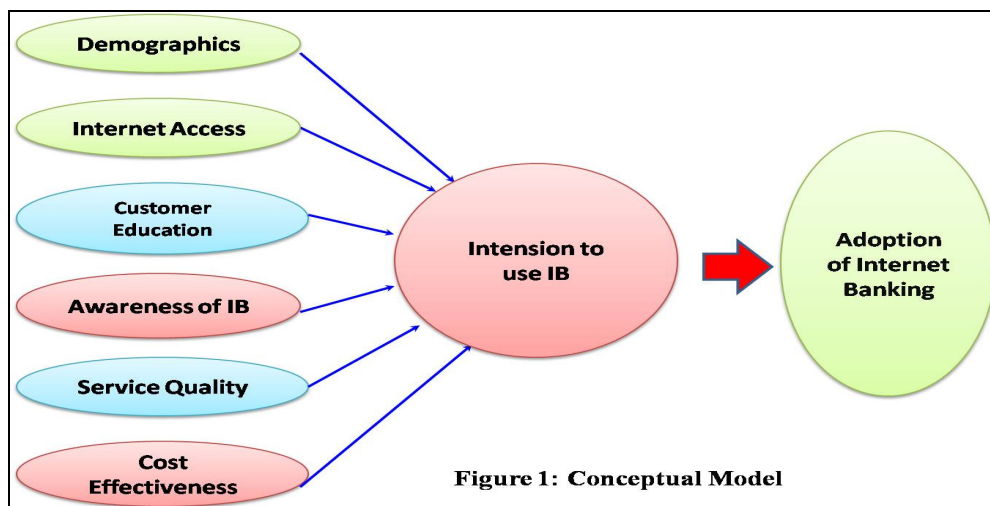 Demographics
Internet Access
Customer
Education
Awareness of IB
Service Quality
Cost
Effectiveness
Intension to
use IB
Adoption
of Internet
Banking
Figure 1: Conceptual Model